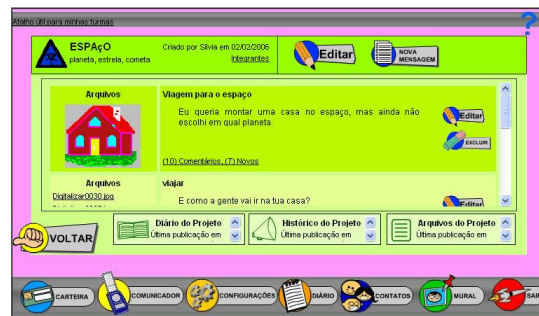 Atalho útil para minhas turmas
?
ESPAçO
planeta, estrela, cometa
Criado por Sílvia em 02/02/2006
Integrantes
Editar
NOVA
MENSAGEM
Arquivos
Viagem para o espaço
Eu queria montar uma casa no espaço, mas ainda não
escolhi em qual planeta.
Editar
EXCLUIR
(10) Comentários, (7) Novos
Arquivos
viajar
Digitalizar0030.jpg
E como a gente vai ir na tua casa?
Editar
VOLTAR
Diário do Projeto
Última publicação em
Histórico do Projeto
Última publicação em
Arquivos do Projeto
Última publicação em
CARTEIRA
COMUNICADOR
CONFIGURAÇÕES
DIÁRIO
CONTATOS
MURAL
SAIR